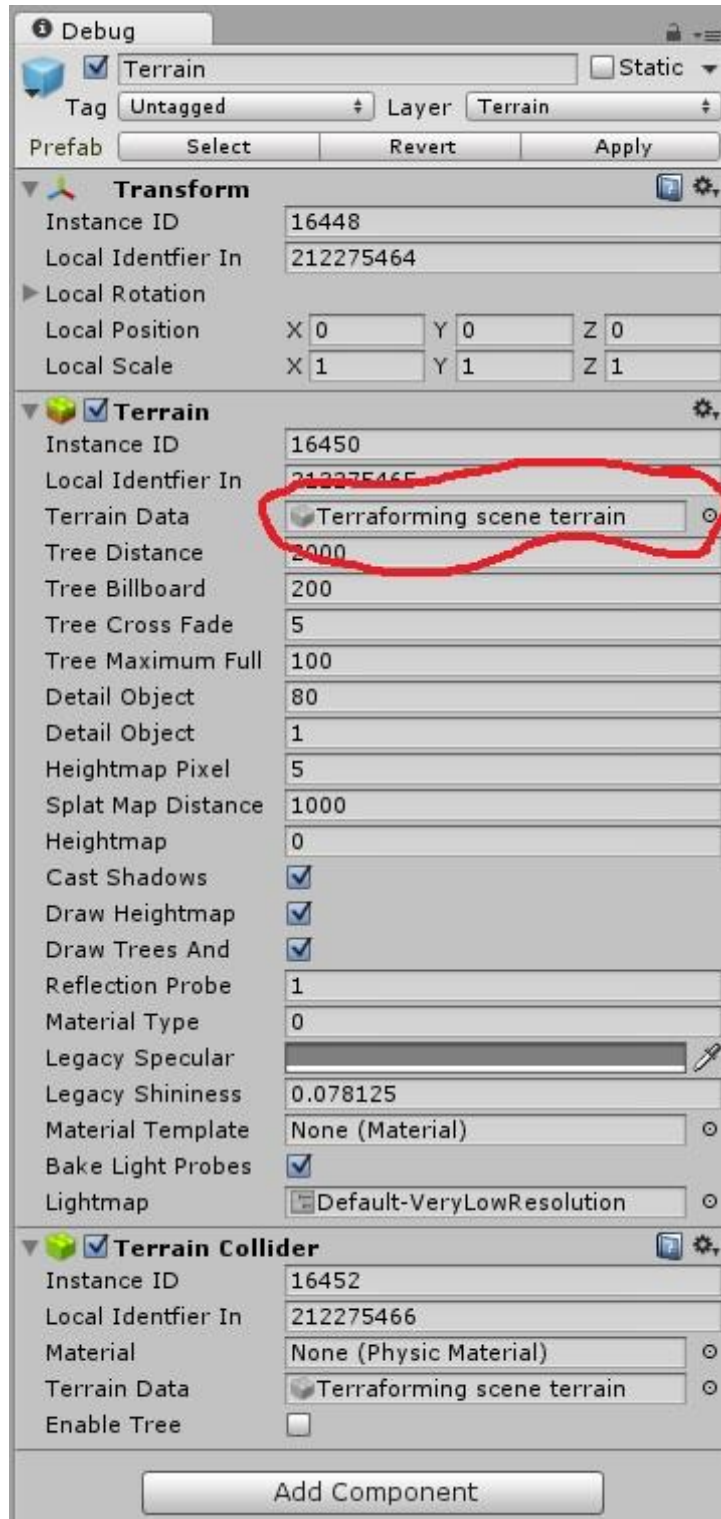 Debug
Terrain Static
Tag Untagged Layer Terrain
Prefab Select Revert Apply
Transform
Instance ID 16448
Local Identfier In 212275464
Local Rotation
Local Position X 0 Y 0 Z 0
Local Scale X 1 Y 1 Z 1
Terrain
Instance ID 16450
Local Identfier In 212275465
Terrain Data Terraforming scene terrain
Tree Distance 2000
Tree Billboard 200
Tree Cross Fade 5
Tree Maximum Full 100
Detail Object 80
Detail Object 1
Heightmap Pixel 5
Splat Map Distance 1000
Heightmap 0
Cast Shadows
Draw Heightmap
Draw Trees And
Reflection Probe 1
Material Type 0
Legacy Specular
Legacy Shininess 0.078125
Material Template None (Material)
Bake Light Probes
Lightmap Default-VeryLowResolution
Terrain Collider
Instance ID 16452
Local Identfier In 212275466
Material None (Physic Material)
Terrain Data Terraforming scene terrain
Enable Tree
Add Component